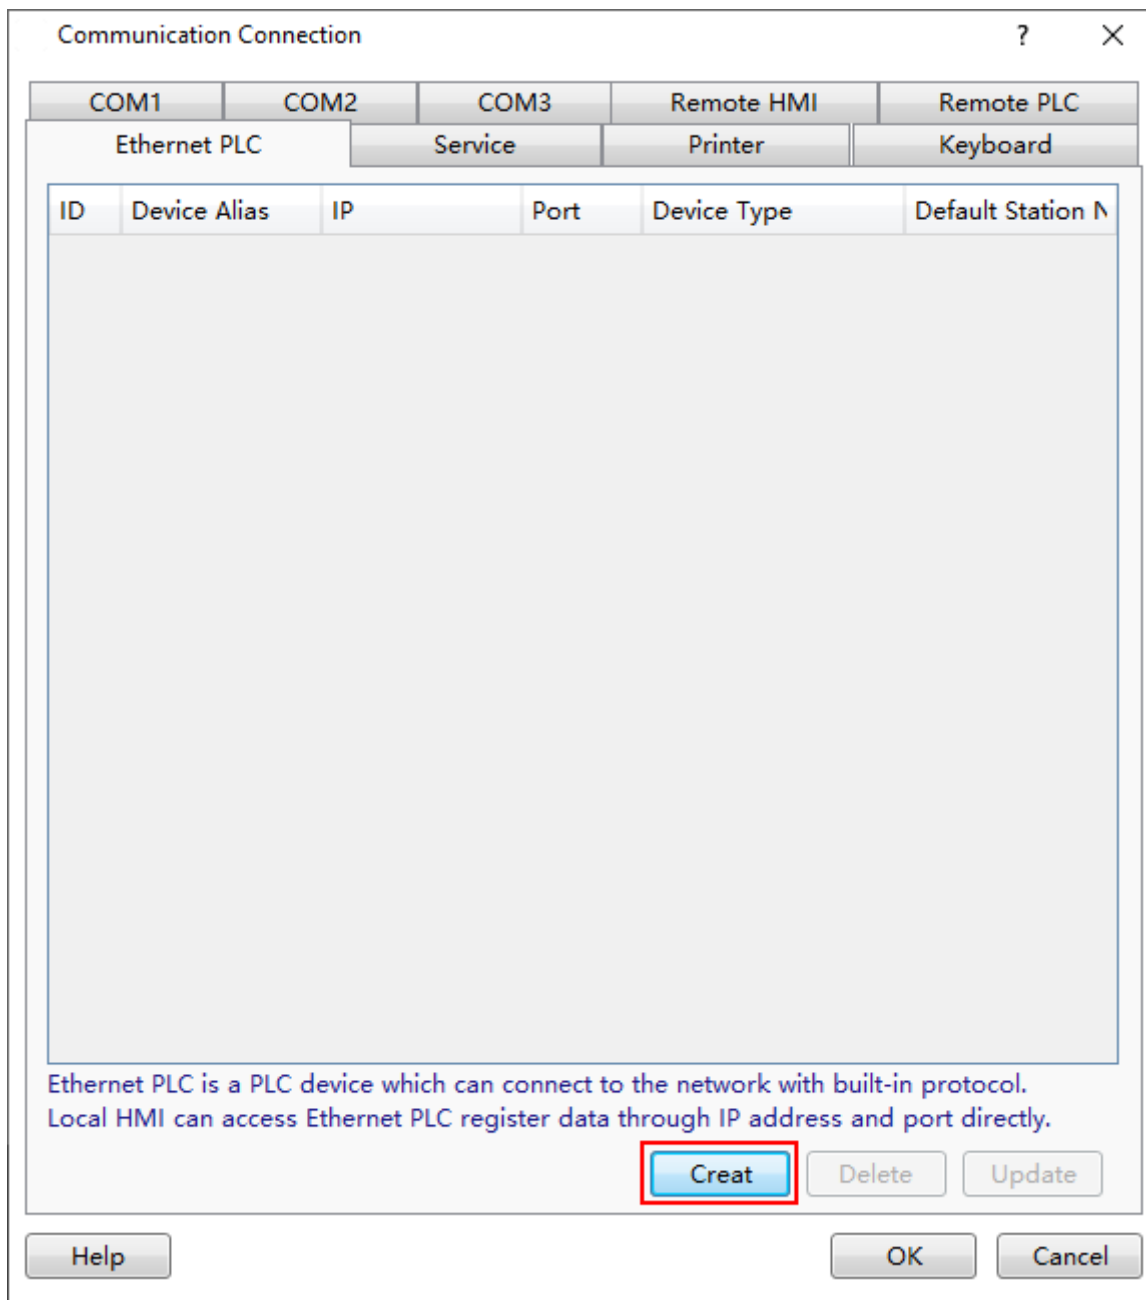 Communication Connection ?
COM1 COM2 COM3 Remote HMI Remote PLC
Ethernet PLC Service Printer Keyboard
ID Device Alias IP Port Device Type Default Station N
Ethernet PLC is a PLC device which can connect to the network with built-in protocol.
Local HMI can access Ethernet PLC register data through IP address and port directly.
Creat Delete Update
Help OK Cancel